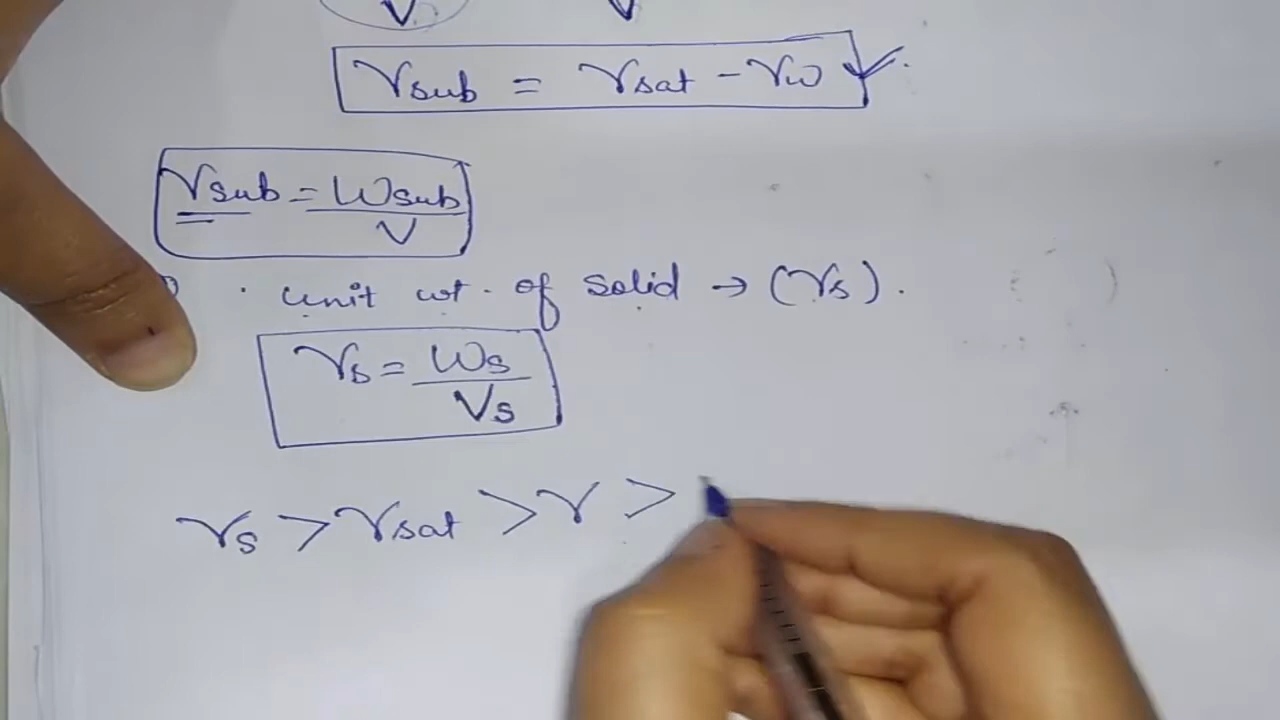 V V
γsub = γsat - γw
γsub = Wsub / V
unit wt. of solid → (γs).
γs = Ws / Vs
γs > γsat > γ >